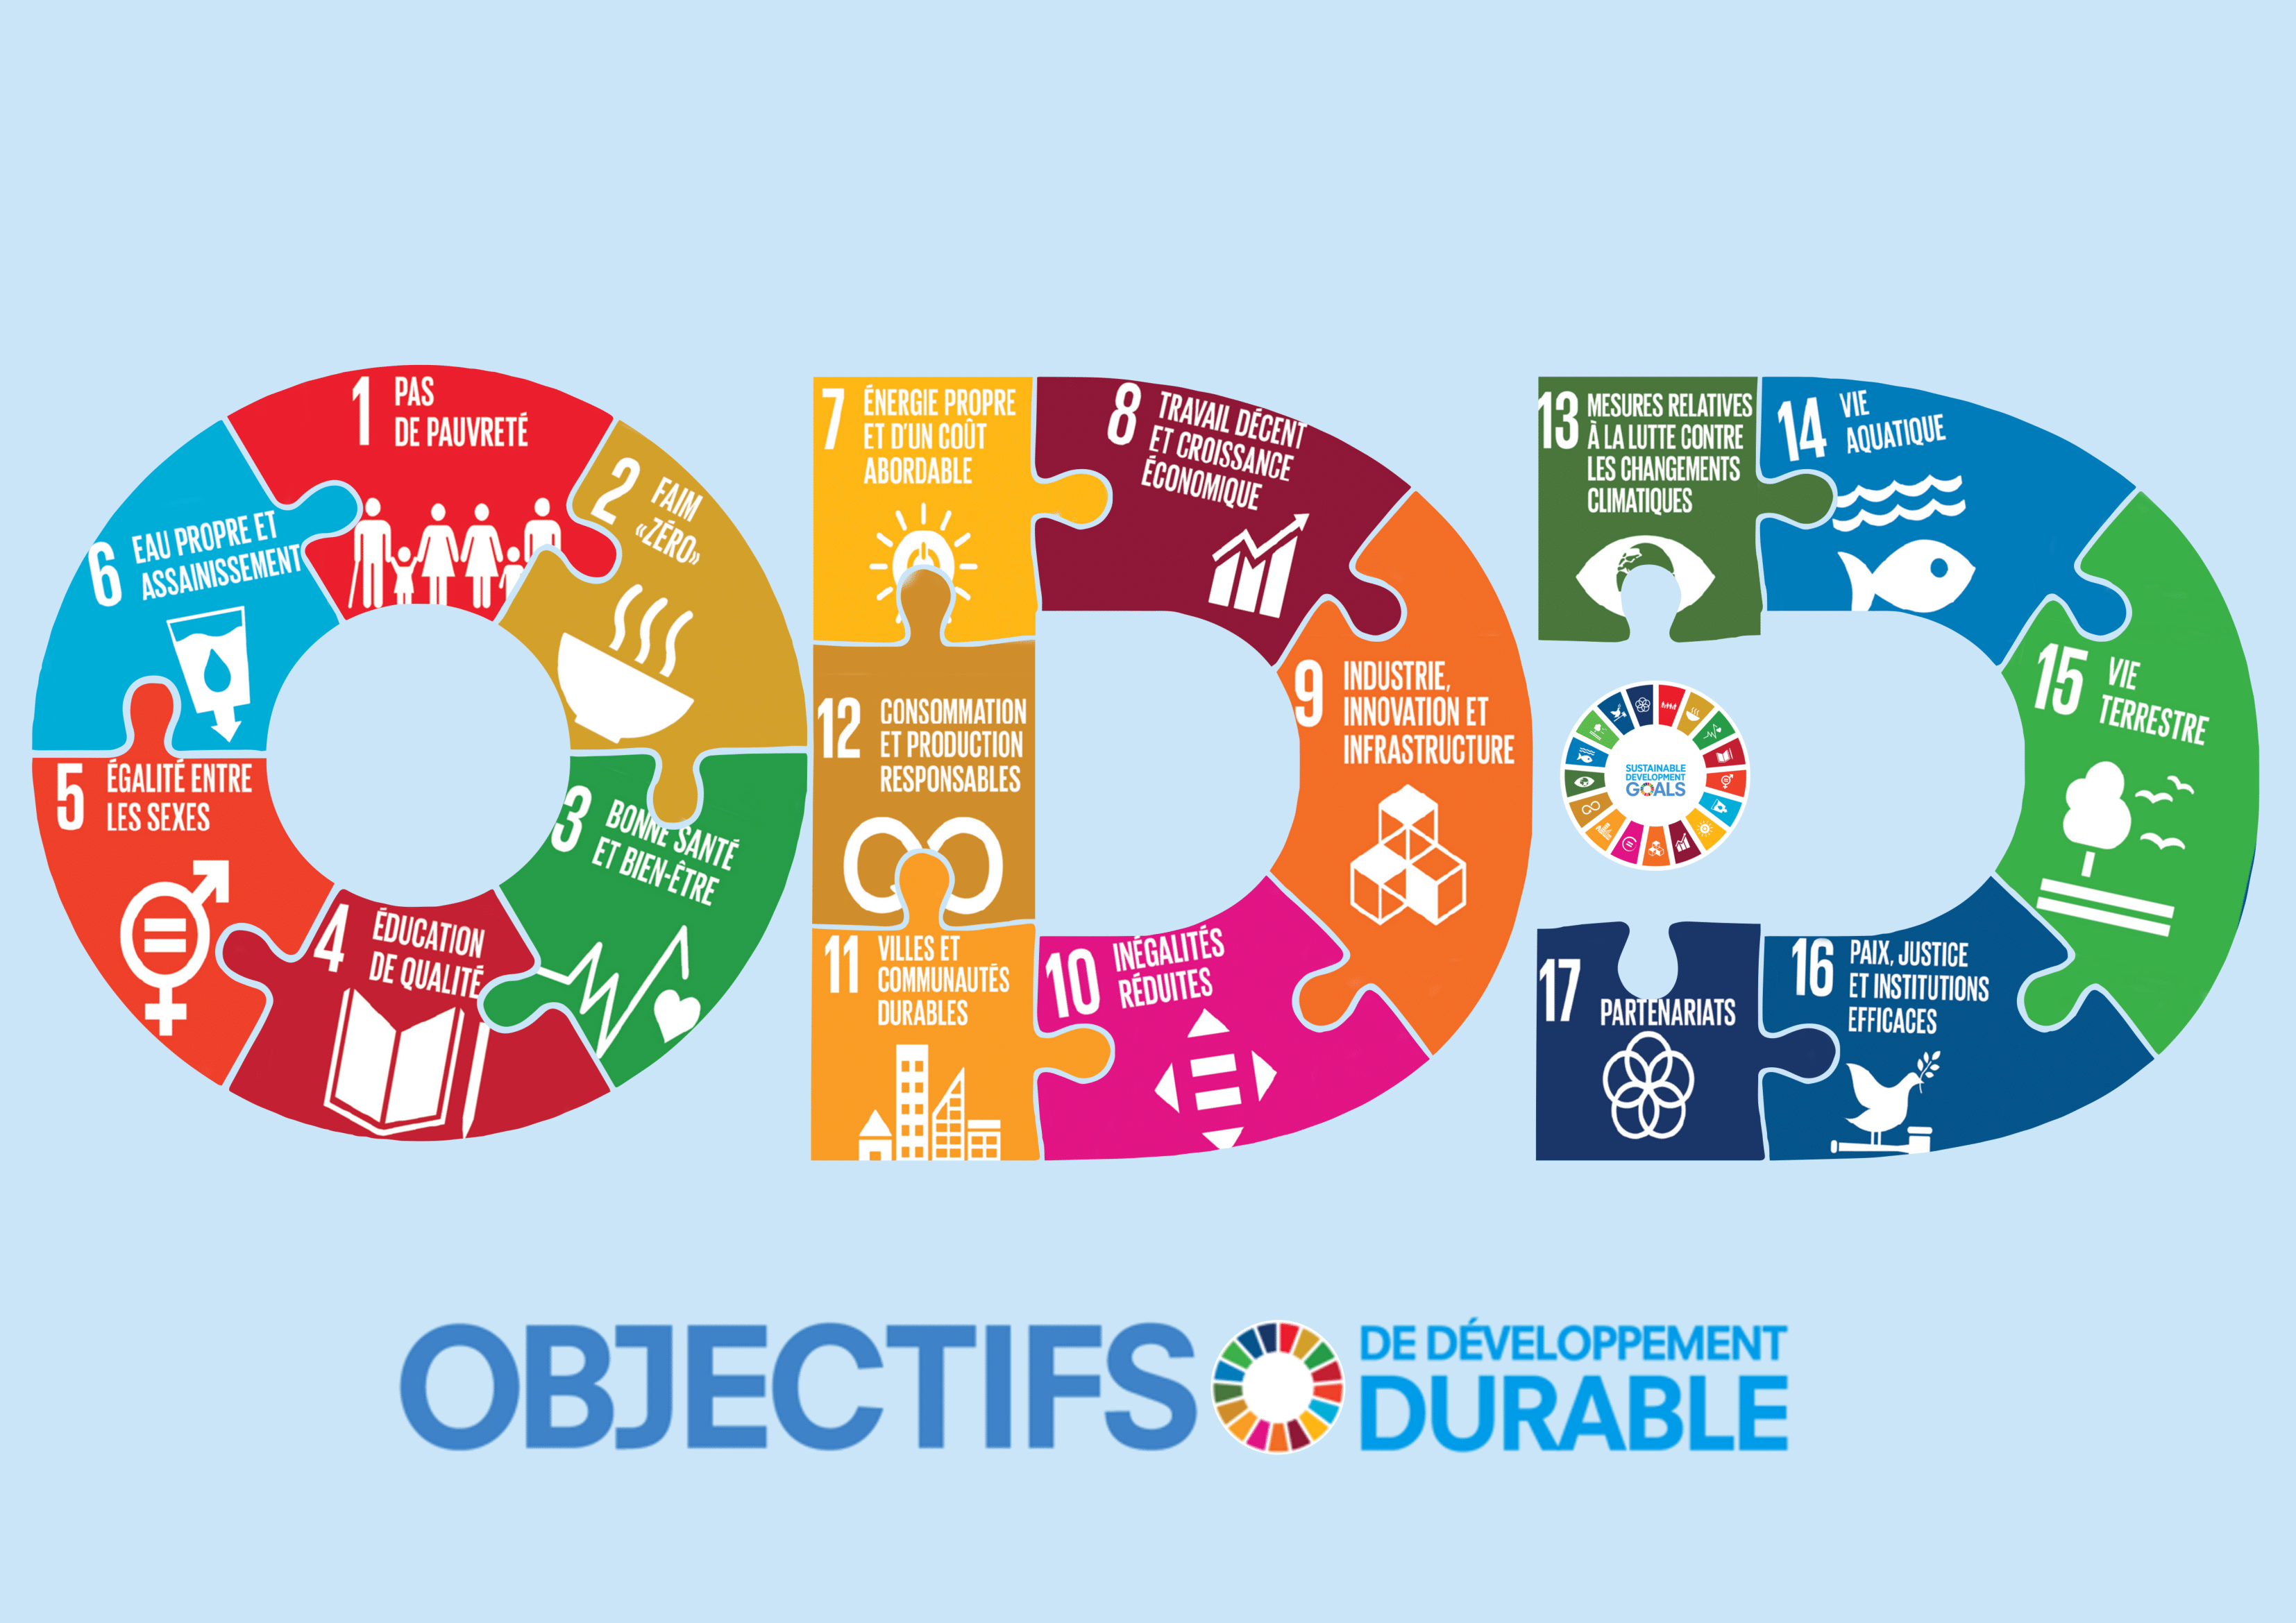 1 PAS
DE PAUVRETÉ
2 FAIM
«ZÉRO»
3 BONNE SANTÉ
ET BIEN-ÊTRE
4 ÉDUCATION
DE QUALITÉ
5 ÉGALITÉ ENTRE
LES SEXES
6 EAU PROPRE ET
ASSAINISSEMENT
7 ÉNERGIE PROPRE
ET D'UN COÛT
ABORDABLE
8 TRAVAIL DÉCENT
ET CROISSANCE
ÉCONOMIQUE
9 INDUSTRIE,
INNOVATION ET
INFRASTRUCTURE
10 INÉGALITÉS
RÉDUITES
11 VILLES ET
COMMUNAUTÉS
DURABLES
12 CONSOMMATION
ET PRODUCTION
RESPONSABLES
13 MESURES RELATIVES
À LA LUTTE CONTRE
LES CHANGEMENTS
CLIMATIQUES
14 VIE
AQUATIQUE
15 VIE
TERRESTRE
16 PAIX, JUSTICE
ET INSTITUTIONS
EFFICACES
17 PARTENARIATS
SUSTAINABLE
DEVELOPMENT
GOALS
OBJECTIFS
DE DÉVELOPPEMENT
DURABLE